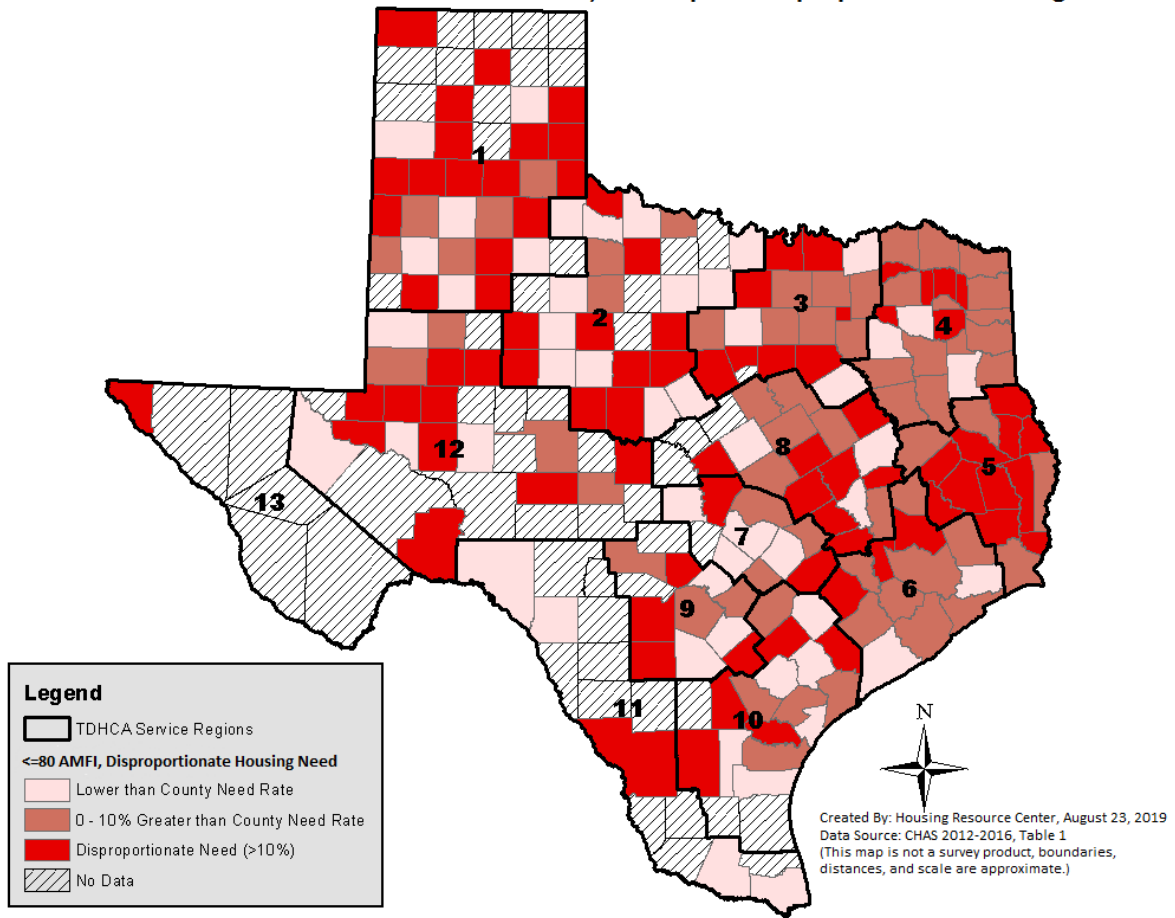 1
2
3
4
5
6
7
8
9
10
11
12
13
N
Legend
TDHCA Service Regions
<=80 AMFI, Disproportionate Housing Need
Lower than County Need Rate
0 - 10% Greater than County Need Rate
Disproportionate Need (>10%)
No Data
Created By: Housing Resource Center, August 23, 2019
Data Source: CHAS 2012-2016, Table 1
(This map is not a survey product, boundaries,
distances, and scale are approximate.)